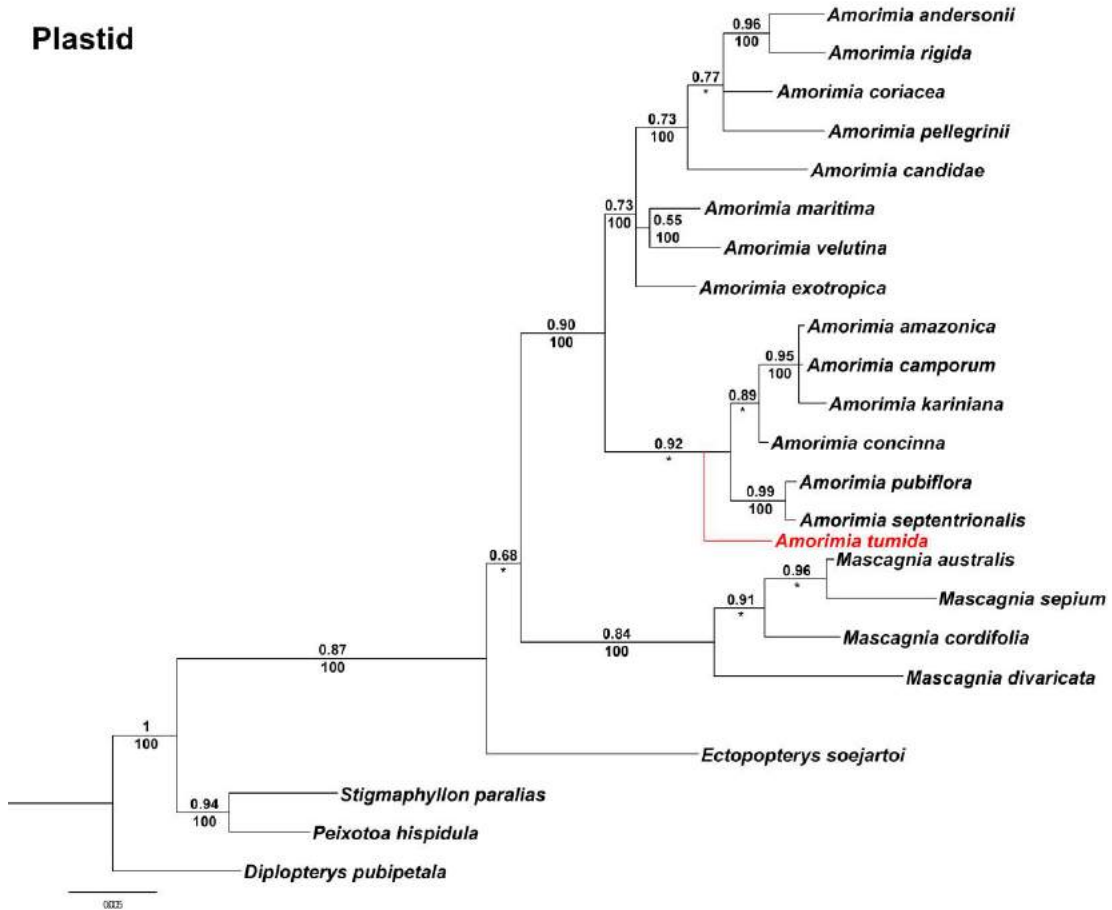 Plastid
Amorimia andersonii
0.96
100
Amorimia rigida
0.77
*
Amorimia coriacea
0.73
100
Amorimia pellegrinii
Amorimia candidae
Amorimia maritima
0.73
100
0.55
100
Amorimia velutina
Amorimia exotropica
0.90
100
Amorimia amazonica
0.95
100
Amorimia camporum
0.89
*
Amorimia kariniana
0.92
*
Amorimia concinna
Amorimia pubiflora
0.99
100
Amorimia septentrionalis
Amorimia tumida
0.68
*
Mascagnia australis
0.96
*
Mascagnia sepium
0.91
*
Mascagnia cordifolia
0.84
100
Mascagnia divaricata
0.87
100
1
100
Ectopopterys soejartoi
0.94
100
Stigmaphyllon paralias
Peixotoa hispidula
Diplopterys pubipetala